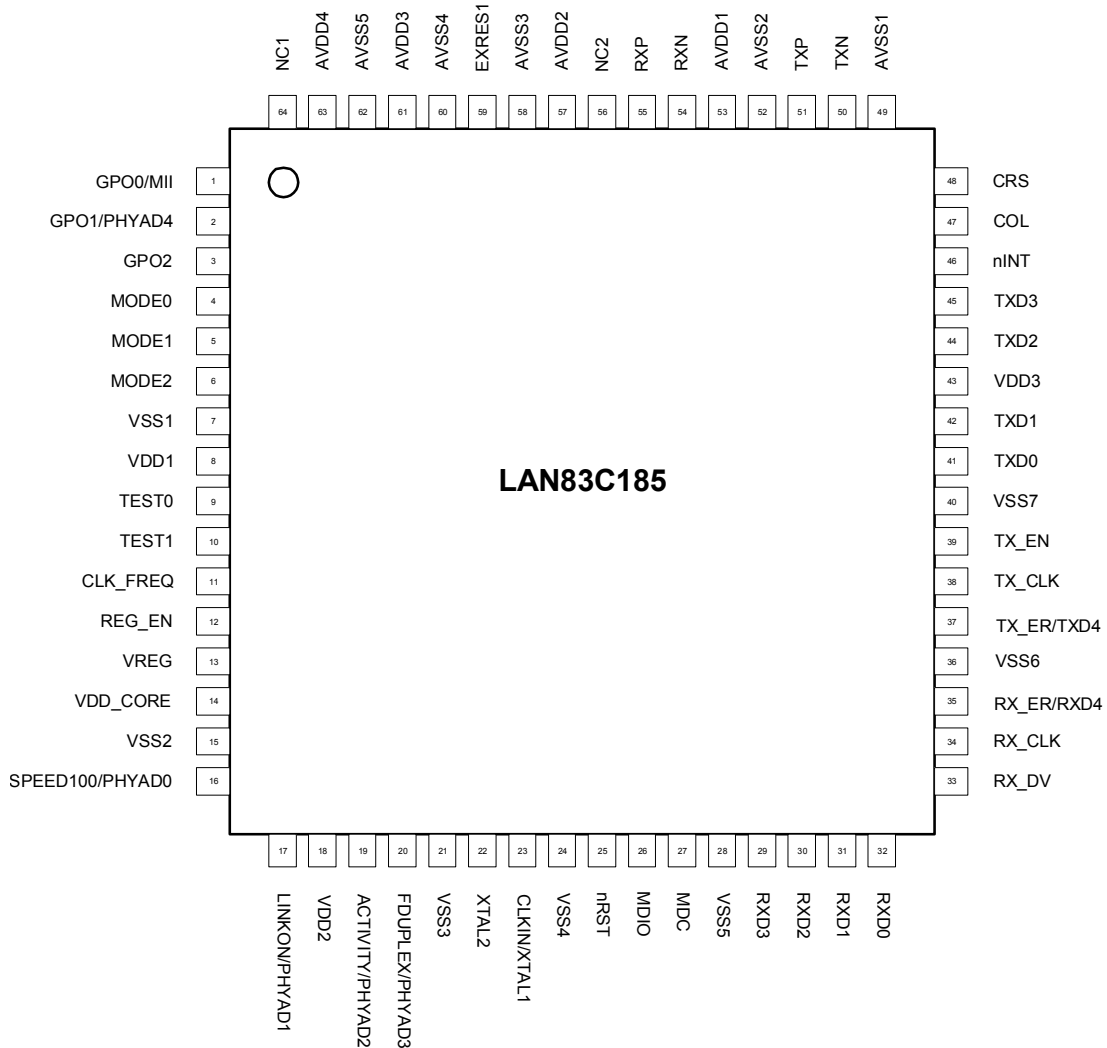 NC1
AVDD4
AVSS5
AVDD3
AVSS4
EXRES1
AVSS3
AVDD2
NC2
RXP
RXN
AVDD1
AVSS2
TXP
TXN
AVSS1
64
63
62
61
60
59
58
57
56
55
54
53
52
51
50
49
GPO0/MII 1
GPO1/PHYAD4 2
GPO2 3
MODE0 4
MODE1 5
MODE2 6
VSS1 7
VDD1 8
TEST0 9
TEST1 10
CLK_FREQ 11
REG_EN 12
VREG 13
VDD_CORE 14
VSS2 15
SPEED100/PHYAD0 16
LAN83C185
48 CRS
47 COL
46 nINT
45 TXD3
44 TXD2
43 VDD3
42 TXD1
41 TXD0
40 VSS7
39 TX_EN
38 TX_CLK
37 TX_ER/TXD4
36 VSS6
35 RX_ER/RXD4
34 RX_CLK
33 RX_DV
17
18
19
20
21
22
23
24
25
26
27
28
29
30
31
32
LINKON/PHYAD1
VDD2
ACTIVITY/PHYAD2
FDUPLEX/PHYAD3
VSS3
XTAL2
CLKIN/XTAL1
VSS4
nRST
MDIO
MDC
VSS5
RXD3
RXD2
RXD1
RXD0